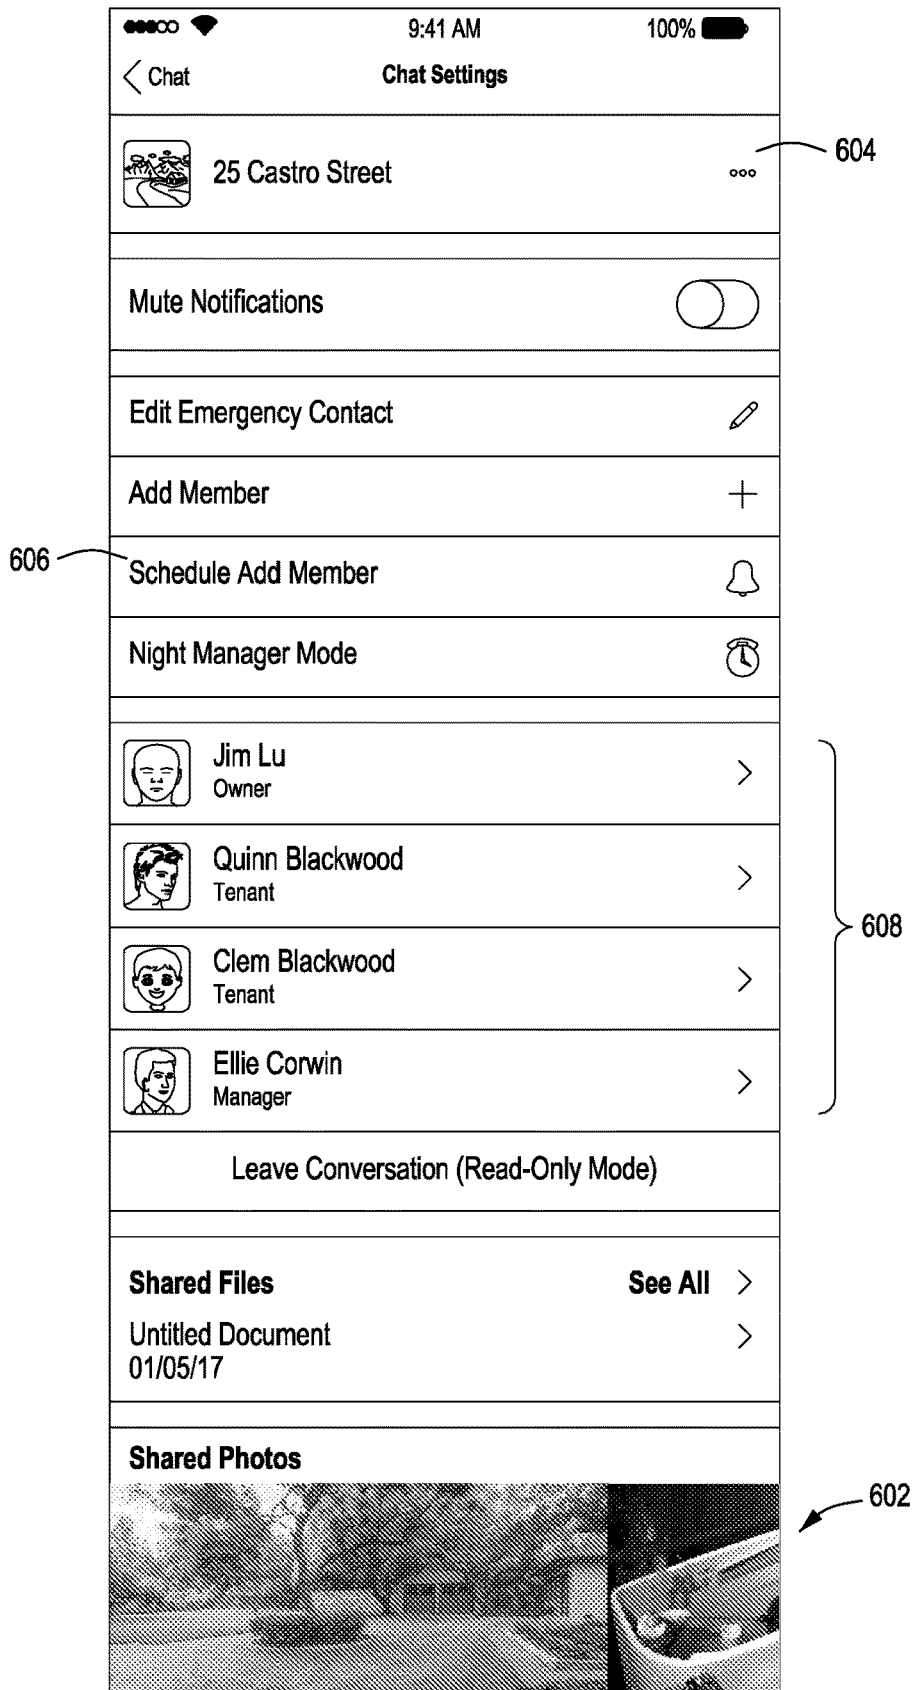 9:41 AM 100%
Chat Chat Settings
25 Castro Street
604
Mute Notifications
Edit Emergency Contact
Add Member
606
Schedule Add Member
Night Manager Mode
Jim Lu
Owner
Quinn Blackwood
Tenant
608
Clem Blackwood
Tenant
Ellie Corwin
Manager
Leave Conversation (Read-Only Mode)
Shared Files See All
Untitled Document
01/05/17
Shared Photos
602